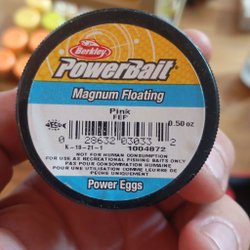 Berkley
PowerBait
Magnum Floating
Pink
FEP
0.50 oz
0 28632 03033 2
K-18-21-1 1004872
NOT FOR HUMAN CONSUMPTION
FOR USE AS RECREATIONAL FISHING BAITS ONLY
PAS POUR CONSOMMATION HUMAINE
POUR UNE UTILISATION COMME LEURRE DE
PÊCHE UNIQUEMENT
Power Eggs